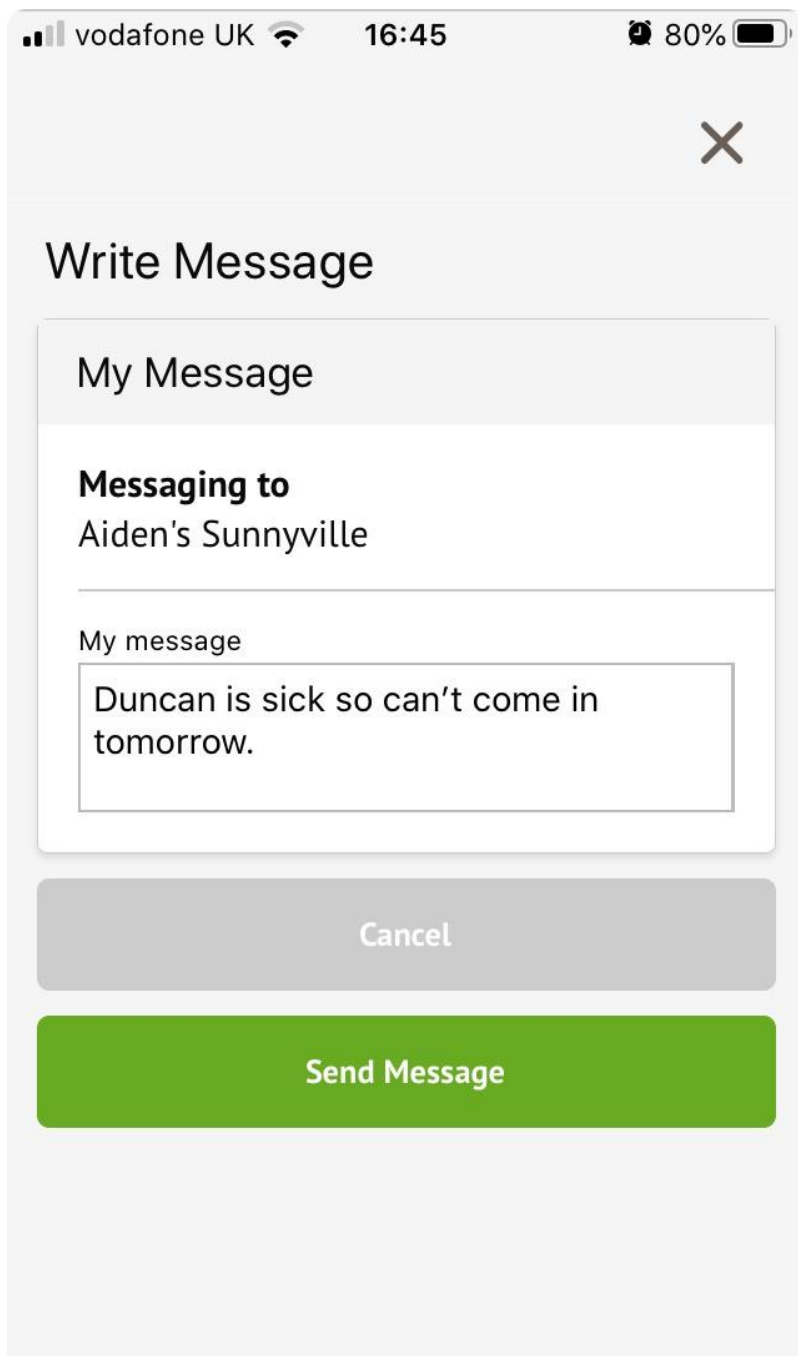 vodafone UK 16:45 80%
Write Message
My Message
Messaging to
Aiden's Sunnyville
My message
Duncan is sick so can’t come in
tomorrow.
Cancel
Send Message